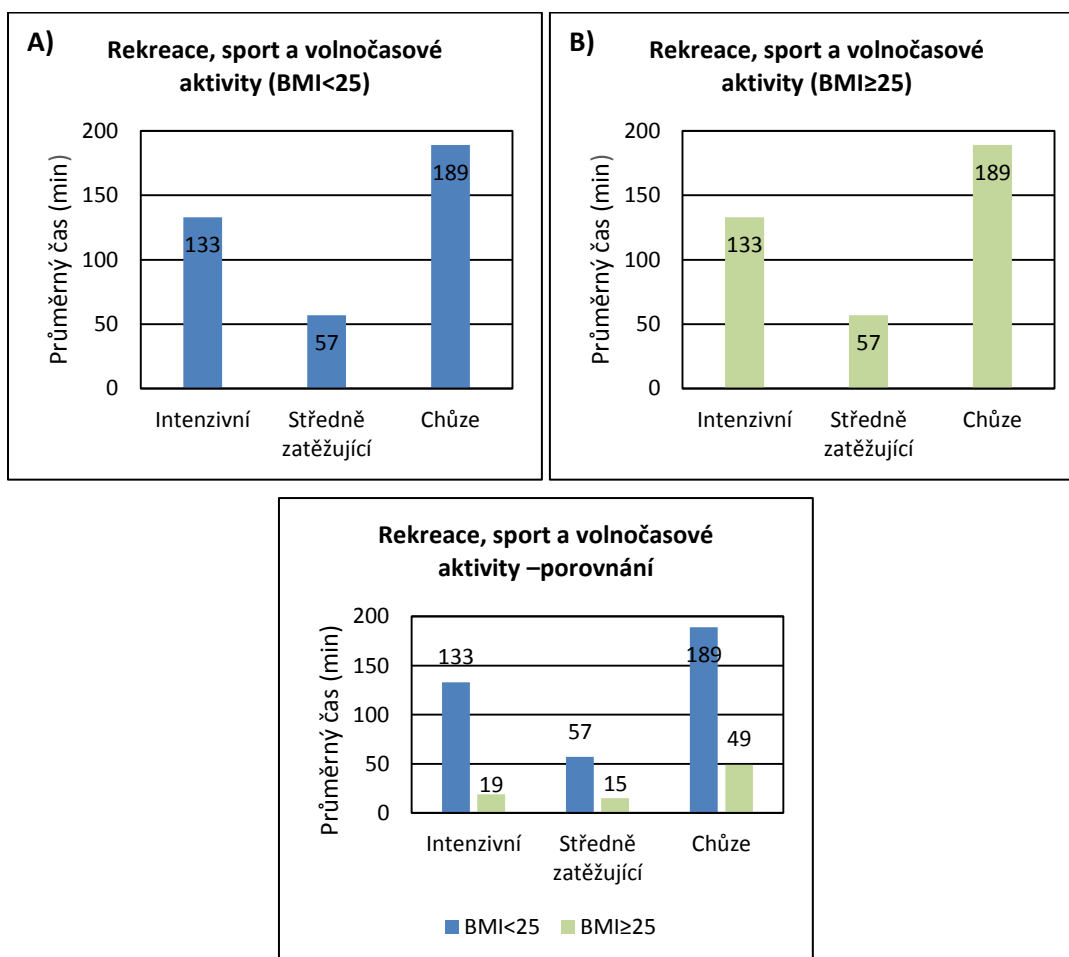 A)
Rekreace, sport a volnočasové
aktivity (BMI<25)
Průměrný čas (min)
200
150
100
50
0
133
57
189
Intenzivní
Středně
zatěžující
Chůze
B)
Rekreace, sport a volnočasové
aktivity (BMI≥25)
Průměrný čas (min)
200
150
100
50
0
133
57
189
Intenzivní
Středně
zatěžující
Chůze
Rekreace, sport a volnočasové
aktivity –porovnání
Průměrný čas (min)
200
150
100
50
0
133
19
57
15
189
49
Intenzivní
Středně
zatěžující
Chůze
BMI<25
BMI≥25